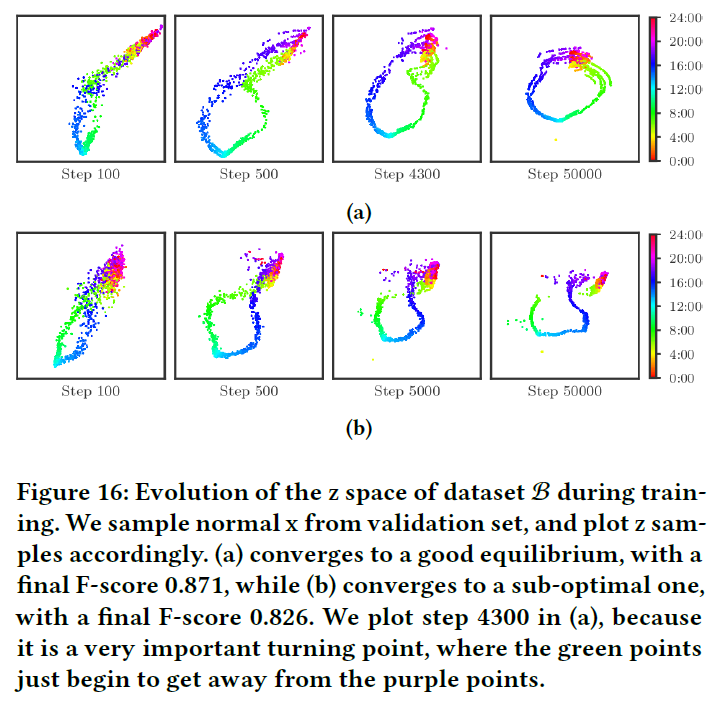 24:00
20:00
16:00
12:00
8:00
4:00
0:00
Step 100 Step 500 Step 4300 Step 50000
(a)
24:00
20:00
16:00
12:00
8:00
4:00
0:00
Step 100 Step 500 Step 5000 Step 50000
(b)
Figure 16: Evolution of the z space of dataset ℬ during train-
ing. We sample normal x from validation set, and plot z sam-
ples accordingly. (a) converges to a good equilibrium, with a
final F-score 0.871, while (b) converges to a sub-optimal one,
with a final F-score 0.826. We plot step 4300 in (a), because
it is a very important turning point, where the green points
just begin to get away from the purple points.